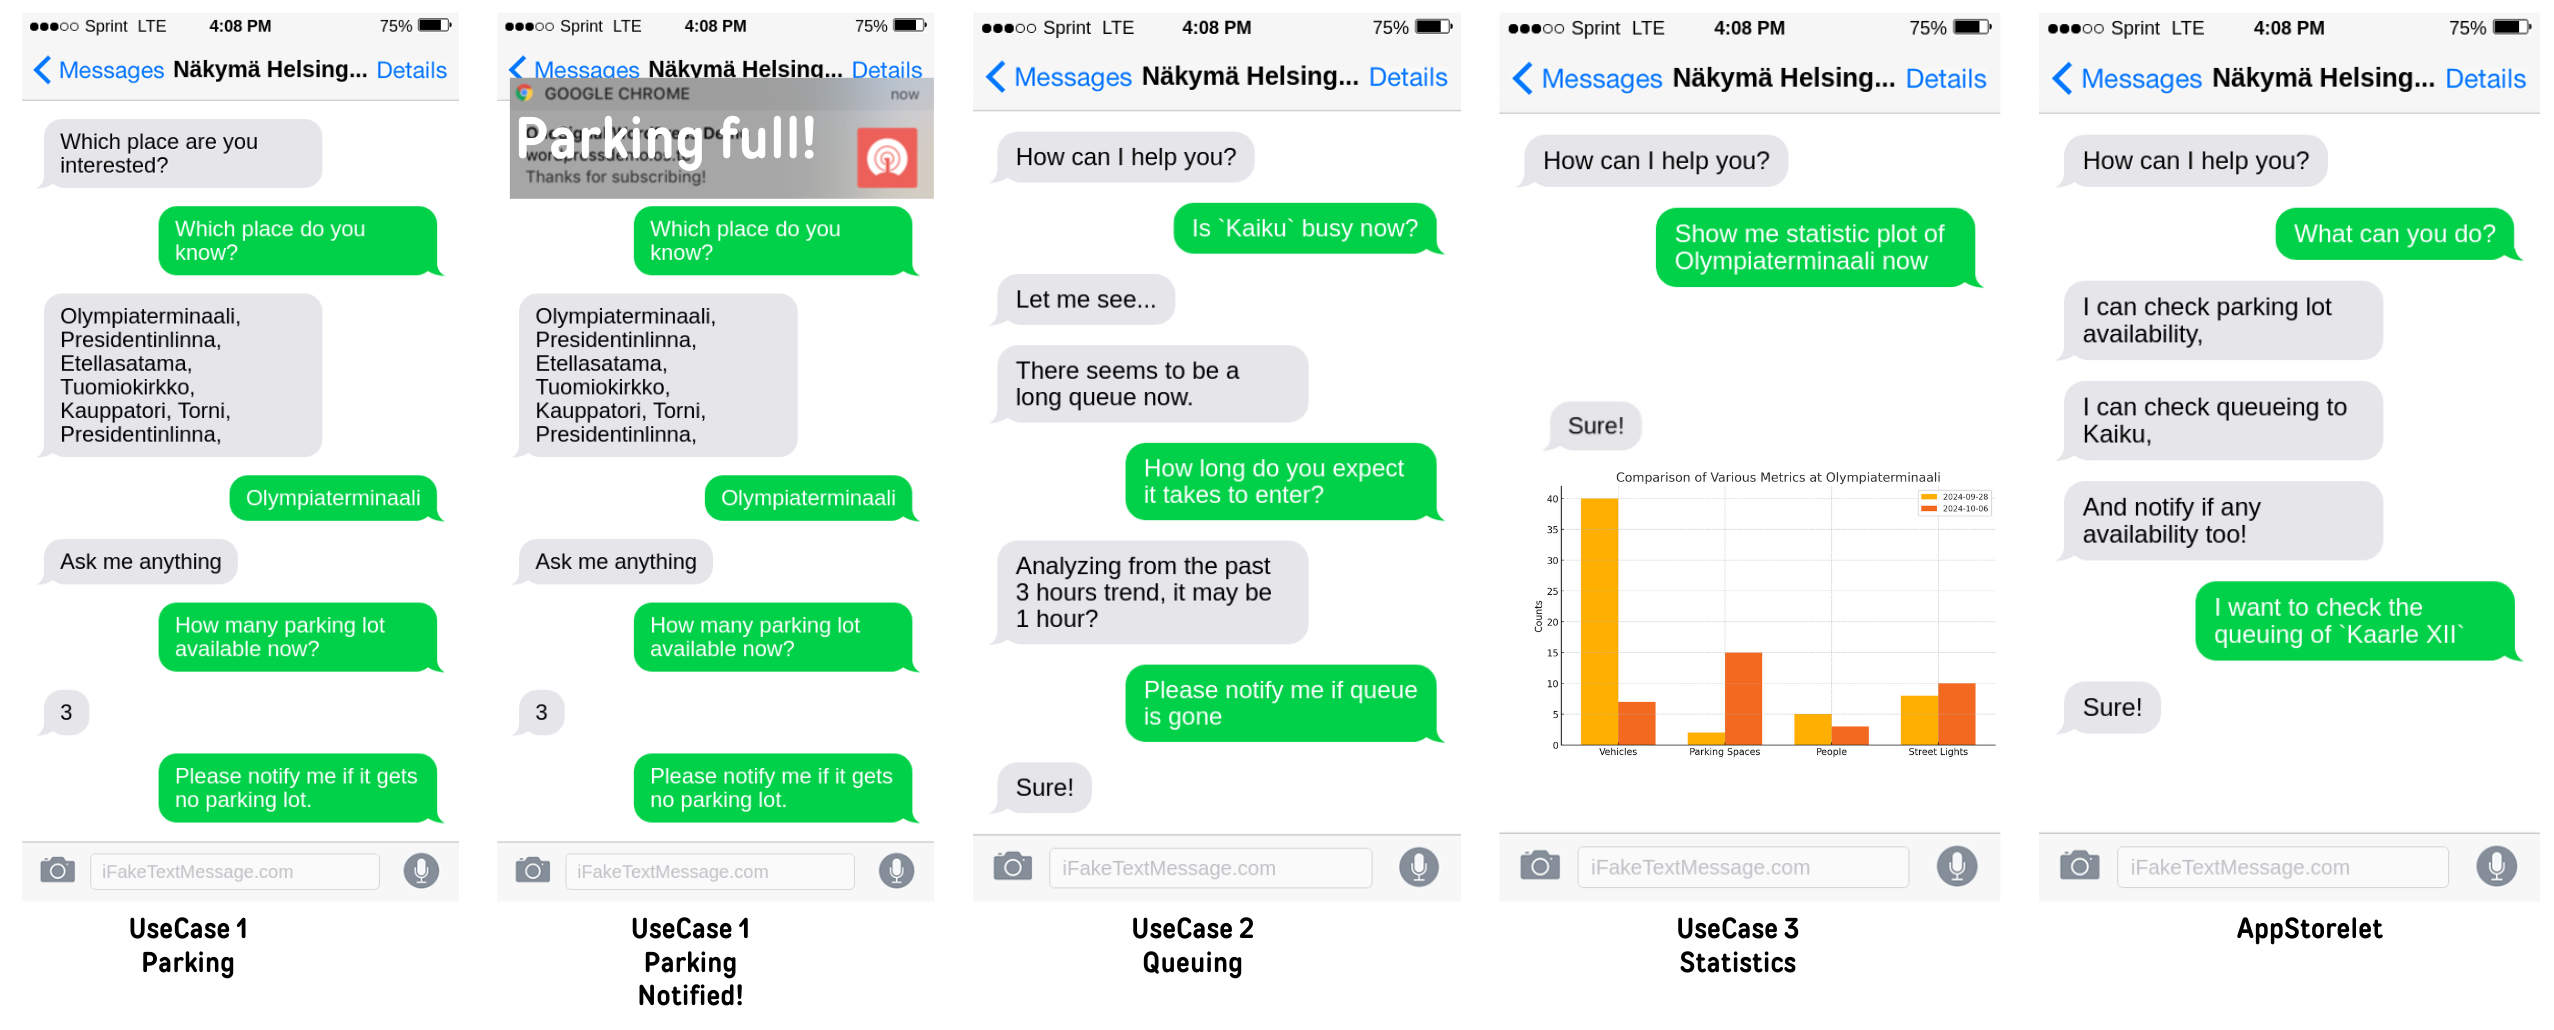 Sprint LTE 4:08 PM 75%
Messages Näkymä Helsing... Details
Which place are you
interested?
Which place do you
know?
Olympiaterminaali,
Presidentinlinna,
Etellasatama,
Tuomiokirkko,
Kauppatori, Torni,
Presidentinlinna,
Olympiaterminaali
Ask me anything
How many parking lot
available now?
3
Please notify me if it gets
no parking lot.
iFakeTextMessage.com
UseCase 1
Parking
Sprint LTE 4:08 PM 75%
Messages Näkymä Helsing... Details
GOOGLE CHROME now
Parking full!
Thanks for subscribing!
Which place do you
know?
Olympiaterminaali,
Presidentinlinna,
Etellasatama,
Tuomiokirkko,
Kauppatori, Torni,
Presidentinlinna,
Olympiaterminaali
Ask me anything
How many parking lot
available now?
3
Please notify me if it gets
no parking lot.
iFakeTextMessage.com
UseCase 1
Parking
Notified!
Sprint LTE 4:08 PM 75%
Messages Näkymä Helsing... Details
How can I help you?
Is `Kaiku` busy now?
Let me see...
There seems to be a
long queue now.
How long do you expect
it takes to enter?
Analyzing from the past
3 hours trend, it may be
1 hour?
Please notify me if queue
is gone
Sure!
iFakeTextMessage.com
UseCase 2
Queuing
Sprint LTE 4:08 PM 75%
Messages Näkymä Helsing... Details
How can I help you?
Show me statistic plot of
Olympiaterminaali now
Sure!
Comparison of Various Metrics at Olympiaterminaali
2024-09-28
2024-10-06
Counts
40
35
30
25
20
15
10
5
0
Vehicles Parking Spaces People Street Lights
iFakeTextMessage.com
UseCase 3
Statistics
Sprint LTE 4:08 PM 75%
Messages Näkymä Helsing... Details
How can I help you?
What can you do?
I can check parking lot
availability,
I can check queueing to
Kaiku,
And notify if any
availability too!
I want to check the
queuing of `Kaarle XII`
Sure!
iFakeTextMessage.com
AppStorelet